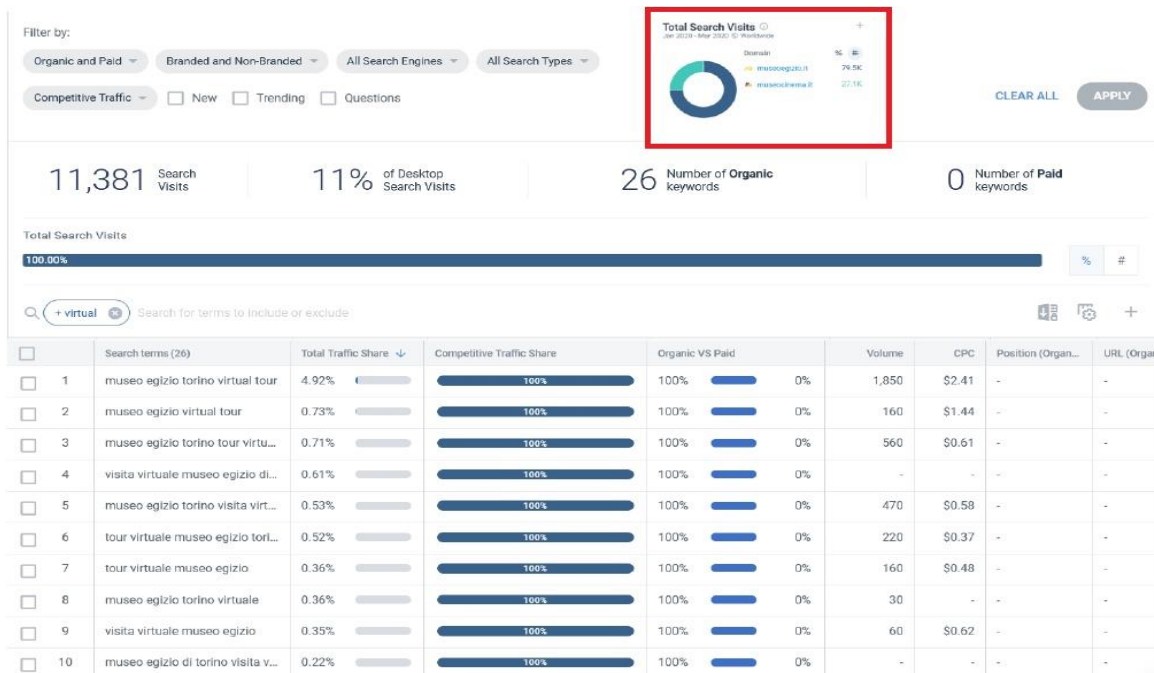 Filter by:
Organic and Paid
Branded and Non-Branded
All Search Engines
All Search Types
Competitive Traffic
New
Trending
Questions
Total Search Visits
Jan 2020 - Mar 2020 Worldwide
Domain % #
museoegizio.it 79.5K
museocinema.it 27.1K
CLEAR ALL
APPLY
11,381 Search Visits
11% of Desktop Search Visits
26 Number of Organic keywords
0 Number of Paid keywords
Total Search Visits
100.00%
% #
+ virtual
Search for terms to include or exclude
Search terms (26) Total Traffic Share Competitive Traffic Share Organic VS Paid Volume CPC Position (Organ... URL (Orga
1 museo egizio torino virtual tour 4.92% 100% 100% 0% 1,850 $2.41 - -
2 museo egizio virtual tour 0.73% 100% 100% 0% 160 $1.44 - -
3 museo egizio torino tour virtu... 0.71% 100% 100% 0% 560 $0.61 - -
4 visita virtuale museo egizio di... 0.61% 100% 100% 0% - - - -
5 museo egizio torino visita virt... 0.53% 100% 100% 0% 470 $0.58 - -
6 tour virtuale museo egizio tori... 0.52% 100% 100% 0% 220 $0.37 - -
7 tour virtuale museo egizio 0.36% 100% 100% 0% 160 $0.48 - -
8 museo egizio torino virtuale 0.36% 100% 100% 0% 30 - - -
9 visita virtuale museo egizio 0.35% 100% 100% 0% 60 $0.62 - -
10 museo egizio di torino visita v... 0.22% 100% 100% 0% - - - -